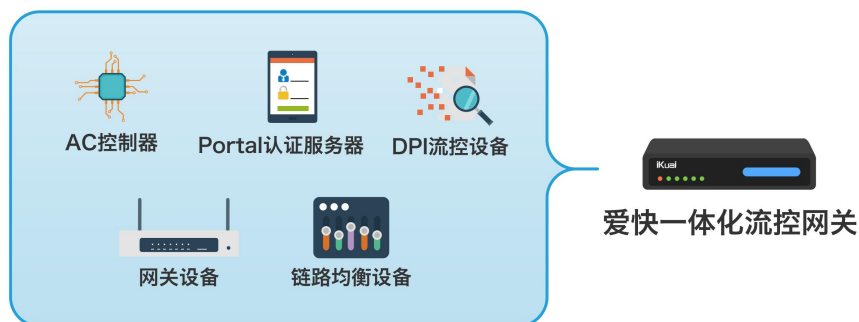 AC控制器
Portal认证服务器
DPI流控设备
网关设备
链路均衡设备
iKuai
爱快一体化流控网关